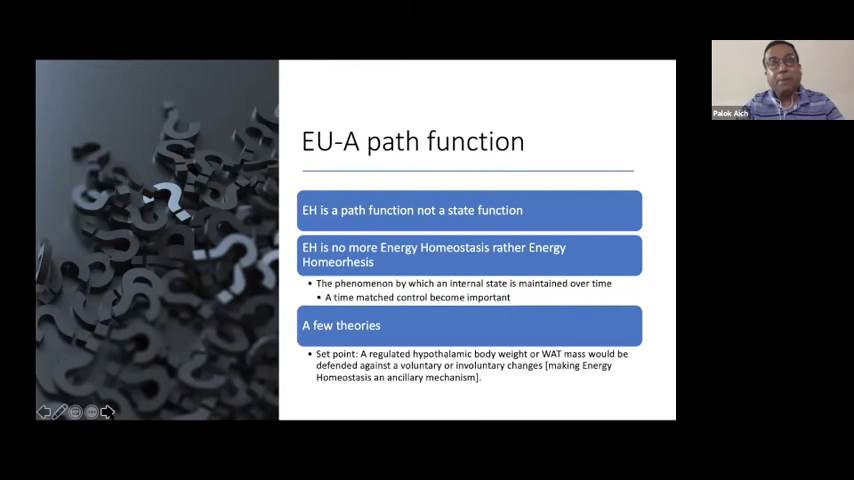 EU-A path function
EH is a path function not a state function
EH is no more Energy Homeostasis rather Energy
Homeorhesis
• The phenomenon by which an internal state is maintained over time
• A time matched control become important
A few theories
• Set point: A regulated hypothalamic body weight or WAT mass would be
defended against a voluntary or involuntary changes [making Energy
Homeostasis an ancillary mechanism].
Palok Aich